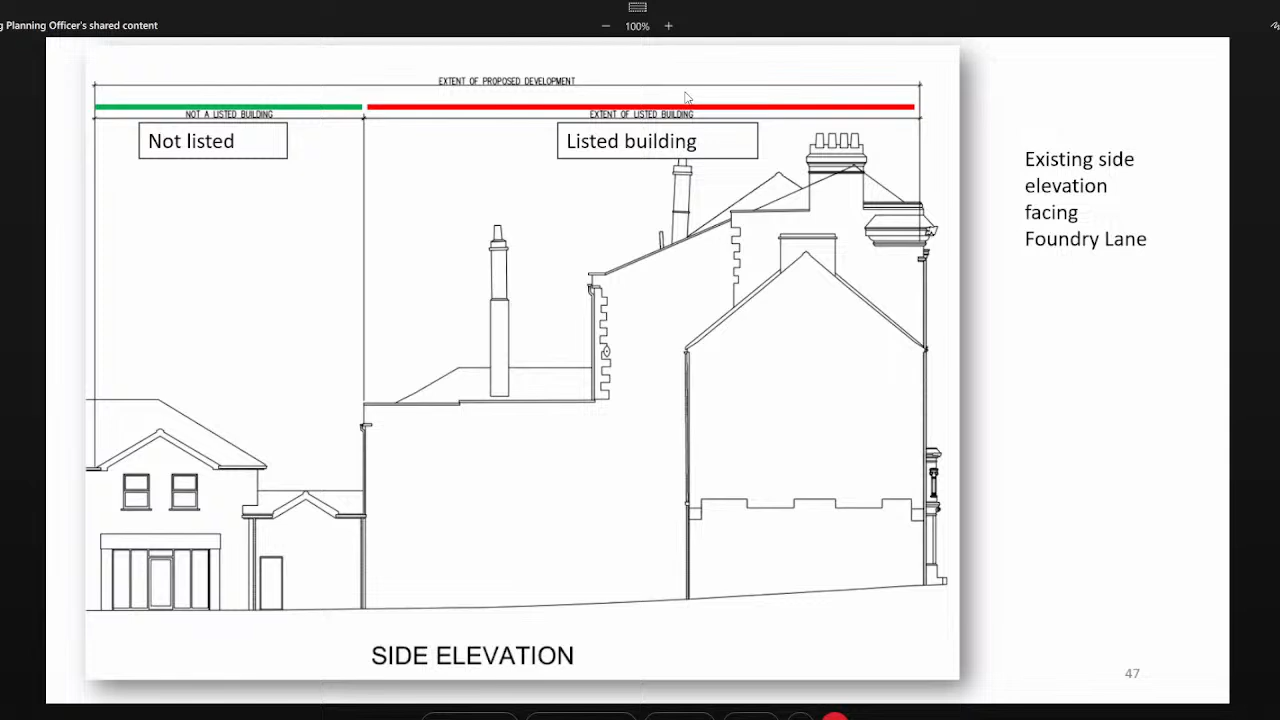 g Planning Officer's shared content
100%
EXTENT OF PROPOSED DEVELOPMENT
NOT A LISTED BUILDING
EXTENT OF LISTED BUILDING
Not listed
Listed building
Existing side
elevation
facing
Foundry Lane
SIDE ELEVATION
47